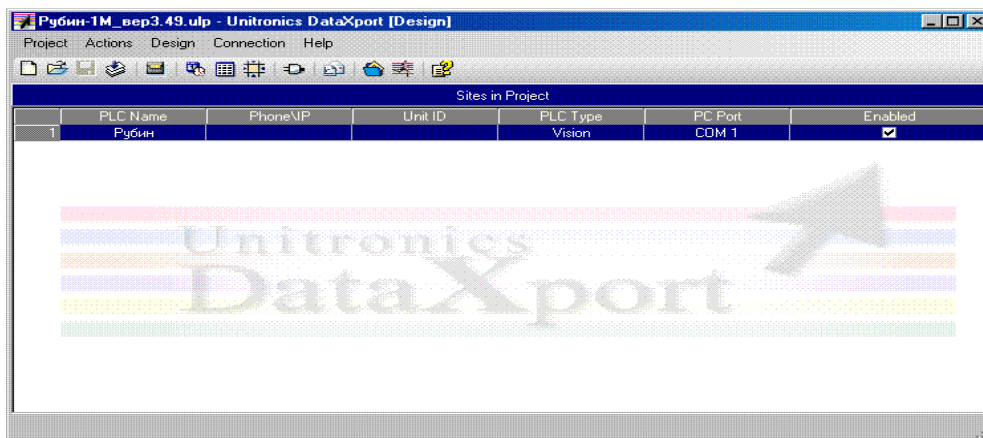 Рубин-1М_вер3.49.ulp - Unitronics DataXport [Design]
Project Actions Design Connection Help
Sites in Project
PLC Name Phone\IP Unit ID PLC Type PC Port Enabled
1 Рубин Vision COM 1
Unitronics
DataXport